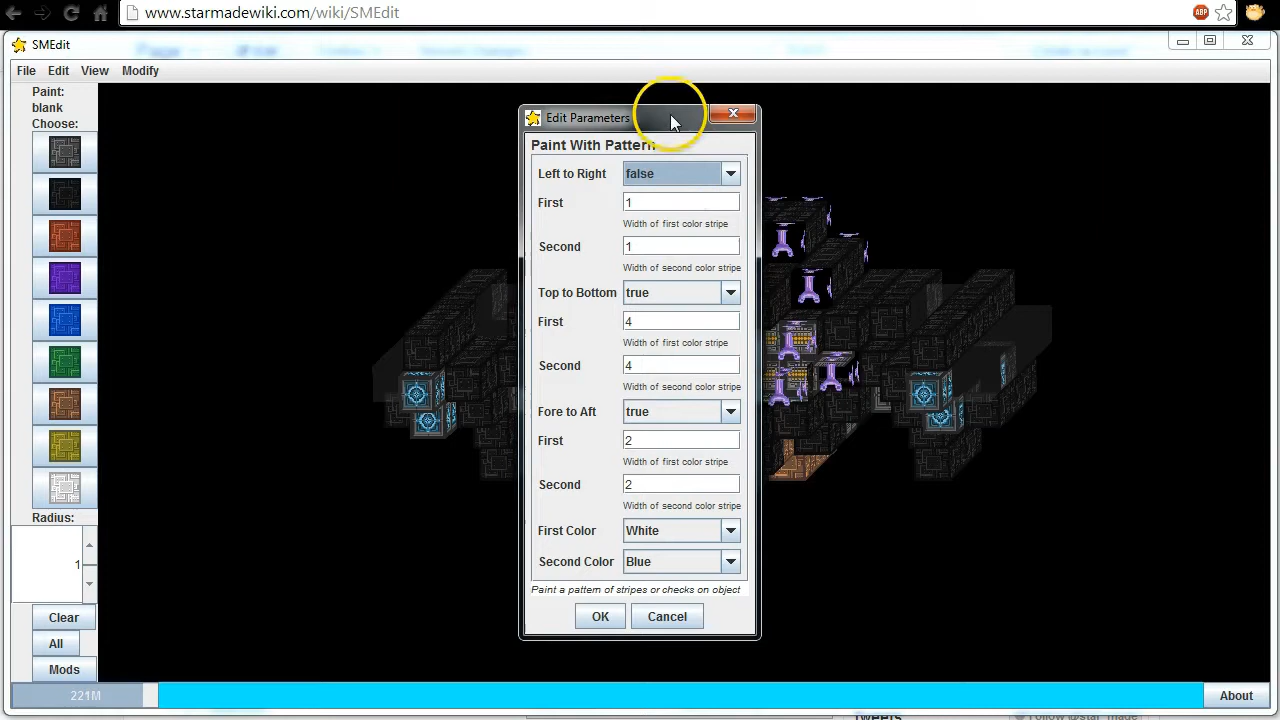 www.starmadewiki.com/wiki/SMEdit
ABP
SMEdit
File Edit View Modify
Paint:
blank
Choose:
Radius:
1
Clear
All
Mods
221M
About
Edit Parameters
Paint With Pattern
Left to Right false
First 1
Width of first color stripe
Second 1
Width of second color stripe
Top to Bottom true
First 4
Width of first color stripe
Second 4
Width of second color stripe
Fore to Aft true
First 2
Width of first color stripe
Second 2
Width of second color stripe
First Color White
Second Color Blue
Paint a pattern of stripes or checks on object
OK Cancel
Tweets
Follow @star_made